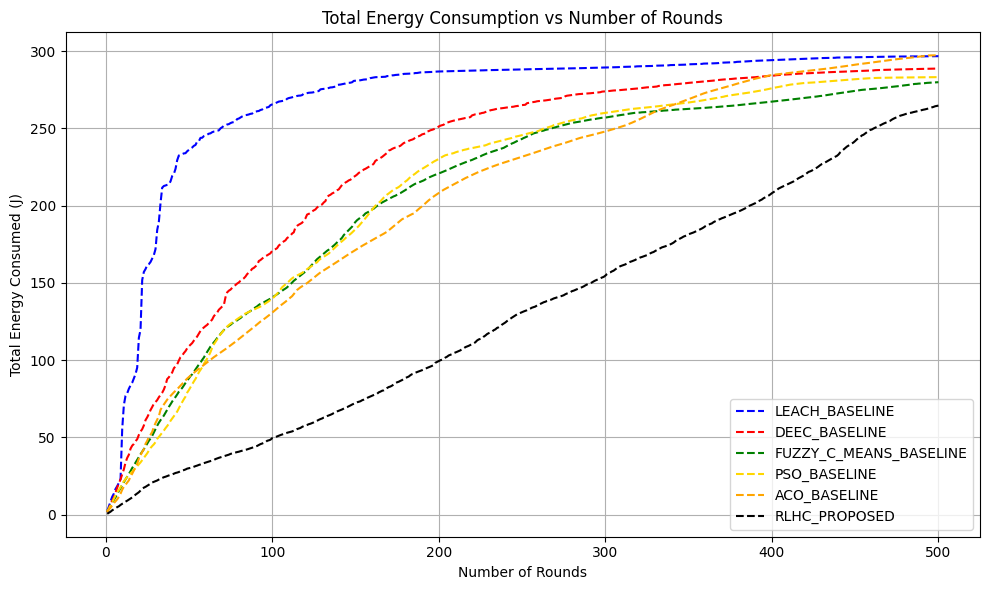 Total Energy Consumption vs Number of Rounds
Total Energy Consumed (J)
300
250
200
150
100
50
0
0 100 200 300 400 500
Number of Rounds
LEACH_BASELINE
DEEC_BASELINE
FUZZY_C_MEANS_BASELINE
PSO_BASELINE
ACO_BASELINE
RLHC_PROPOSED